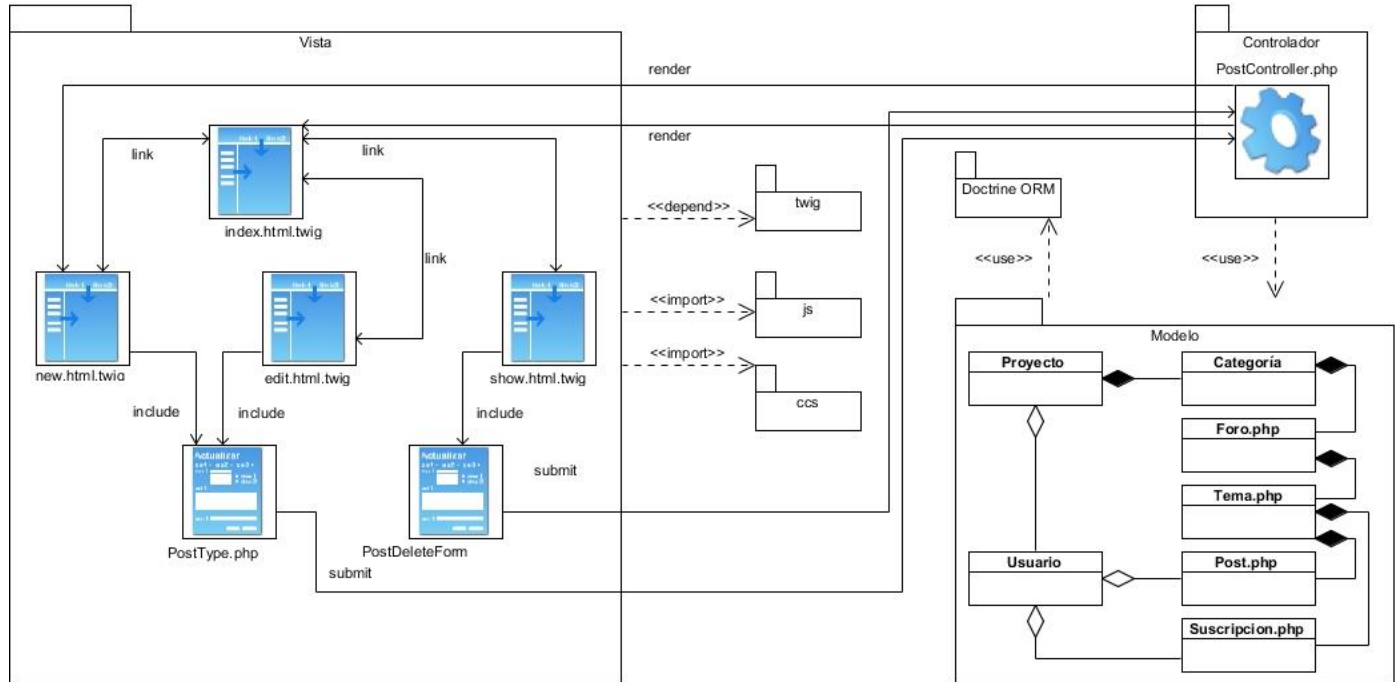 Vista
Controlador
PostController.php
render
render
link
link
index.html.twig
link
new.html.twig
edit.html.twig
show.html.twig
include
include
include
Actualizar
Actualizar
submit
PostType.php
PostDeleteForm
submit
<<depend>>
twig
<<import>>
js
<<import>>
ccs
Doctrine ORM
<<use>>
<<use>>
Modelo
Proyecto
Categoría
Foro.php
Tema.php
Usuario
Post.php
Suscripcion.php